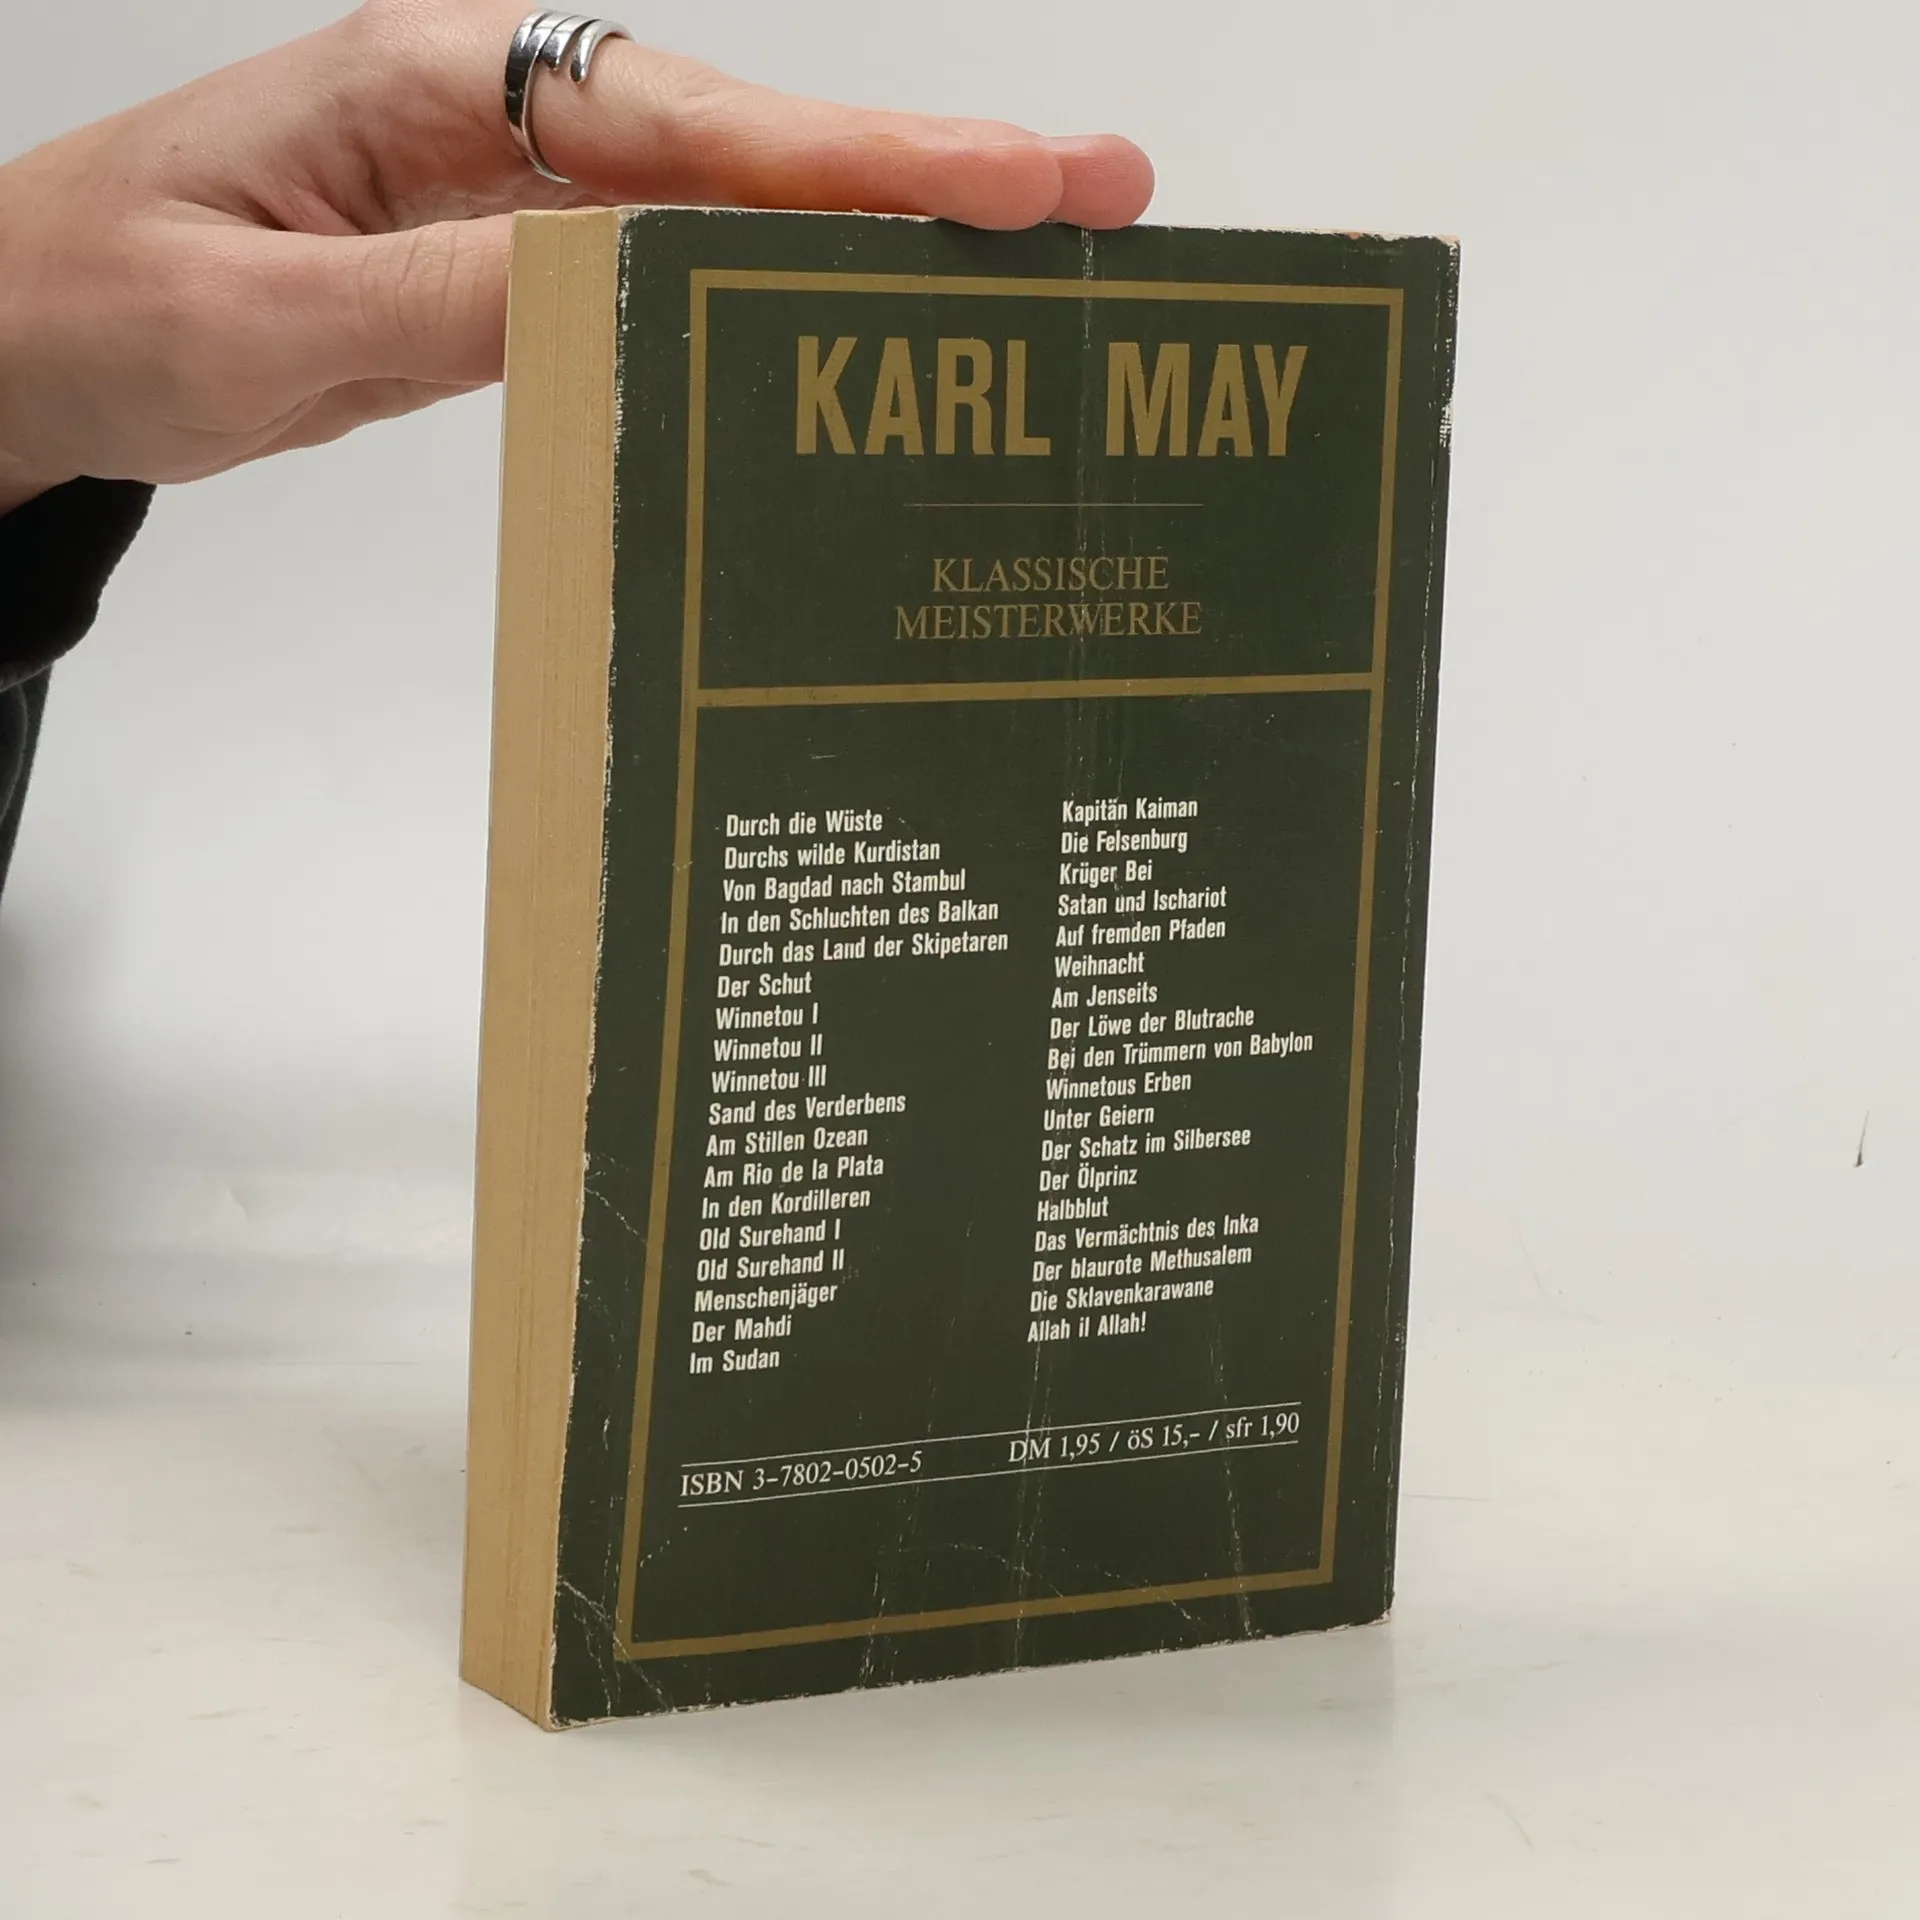 KARL MAY
KLASSISCHE
MEISTERWERKE
Durch die Wüste
Durchs wilde Kurdistan
Von Bagdad nach Stambul
In den Schluchten des Balkan
Durch das Land der Skipetaren
Der Schut
Winnetou I
Winnetou II
Winnetou III
Sand des Verderbens
Am Stillen Ozean
Am Rio de la Plata
In den Kordilleren
Old Surehand I
Old Surehand II
Menschenjäger
Der Mahdi
Im Sudan
Kapitän Kaiman
Die Felsenburg
Krüger Bei
Satan und Ischariot
Auf fremden Pfaden
Weihnacht
Am Jenseits
Der Löwe der Blutrache
Bei den Trümmern von Babylon
Winnetous Erben
Unter Geiern
Der Schatz im Silbersee
Der Ölprinz
Halbblut
Das Vermächtnis des Inka
Der blaurote Methusalem
Die Sklavenkarawane
Allah il Allah!
ISBN 3-7802-0502-5 DM 1,95 / öS 15,- / sfr 1,90